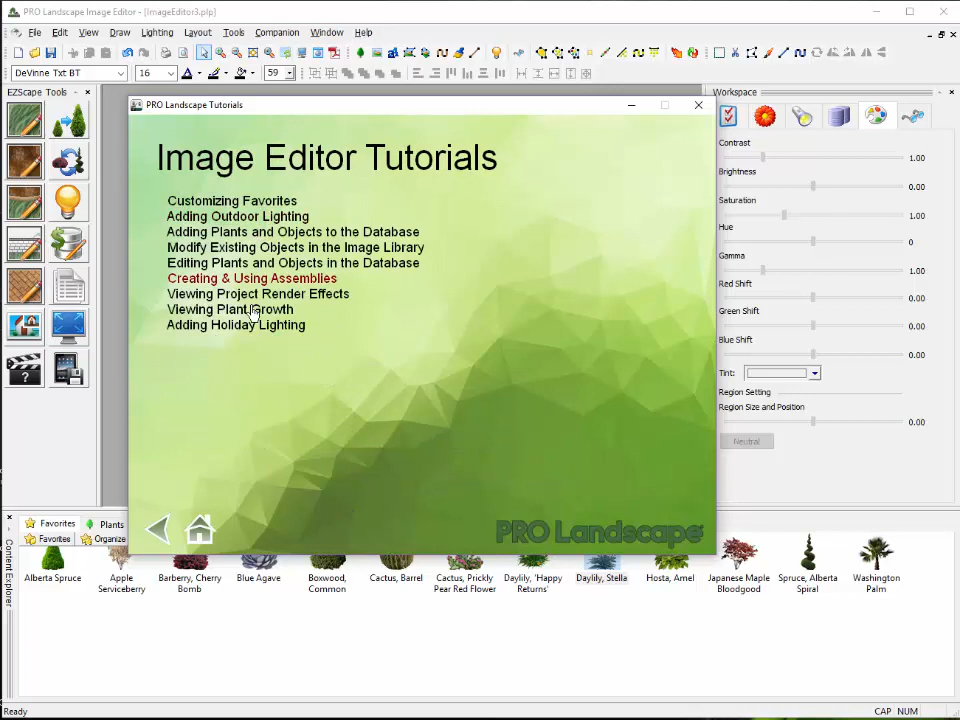 PRO Landscape Image Editor - [ImageEditor3.plp]
File Edit View Draw Lighting Layout Tools Companion Window Help
DeVinne Txt BT 16 59
EZScape Tools
PRO Landscape Tutorials
Workspace
Image Editor Tutorials
Customizing Favorites
Adding Outdoor Lighting
Adding Plants and Objects to the Database
Modify Existing Objects in the Image Library
Editing Plants and Objects in the Database
Creating & Using Assemblies
Viewing Project Render Effects
Viewing Plant Growth
Adding Holiday Lighting
PRO Landscape
Contrast
1.00
Brightness
0.00
Saturation
1.00
Hue
0
Gamma
1.00
Red Shift
0.00
Green Shift
0.00
Blue Shift
0.00
Tint:
Region Setting
Region Size and Position
0.00
Neutral
Content Explorer
Favorites Plants
Favorites Organize
Alberta Spruce
Apple Serviceberry
Barberry, Cherry Bomb
Blue Agave
Boxwood, Common
Cactus, Barrel
Cactus, Prickly Pear Red Flower
Daylily, 'Happy Returns'
Daylily, Stella
Hosta, Amel
Japanese Maple Bloodgood
Spruce, Alberta Spiral
Washington Palm
Ready
CAP NUM